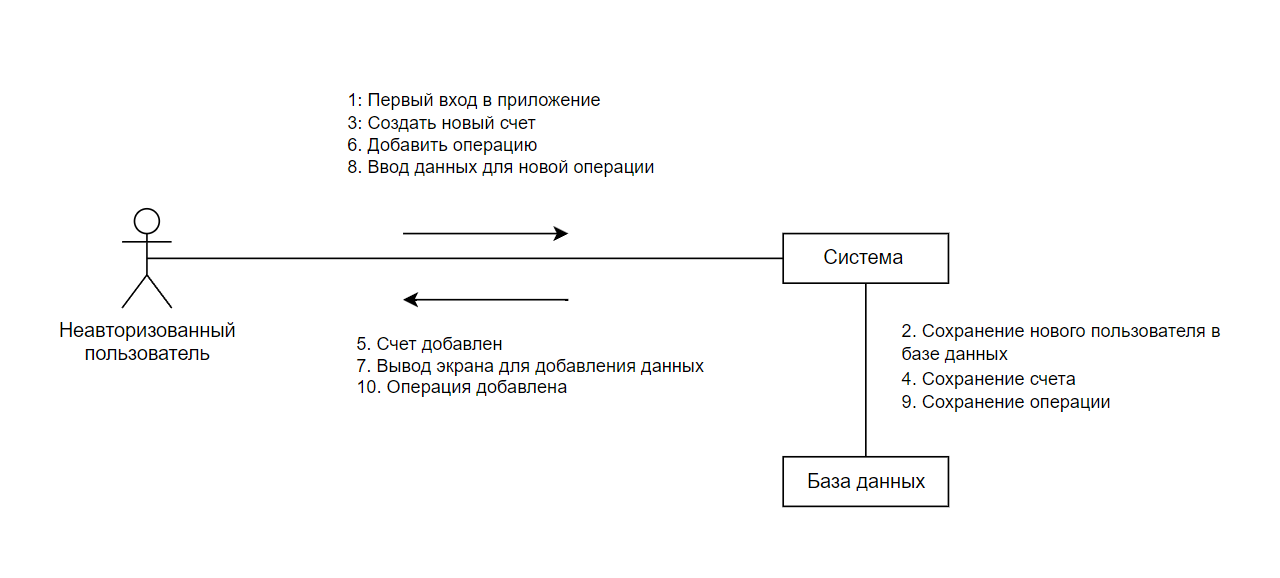 1: Первый вход в приложение
3: Создать новый счет
6. Добавить операцию
8. Ввод данных для новой операции
Система
Неавторизованный
пользователь
5. Счет добавлен
7. Вывод экрана для добавления данных
10. Операция добавлена
2. Сохранение нового пользователя в
базе данных
4. Сохранение счета
9. Сохранение операции
База данных